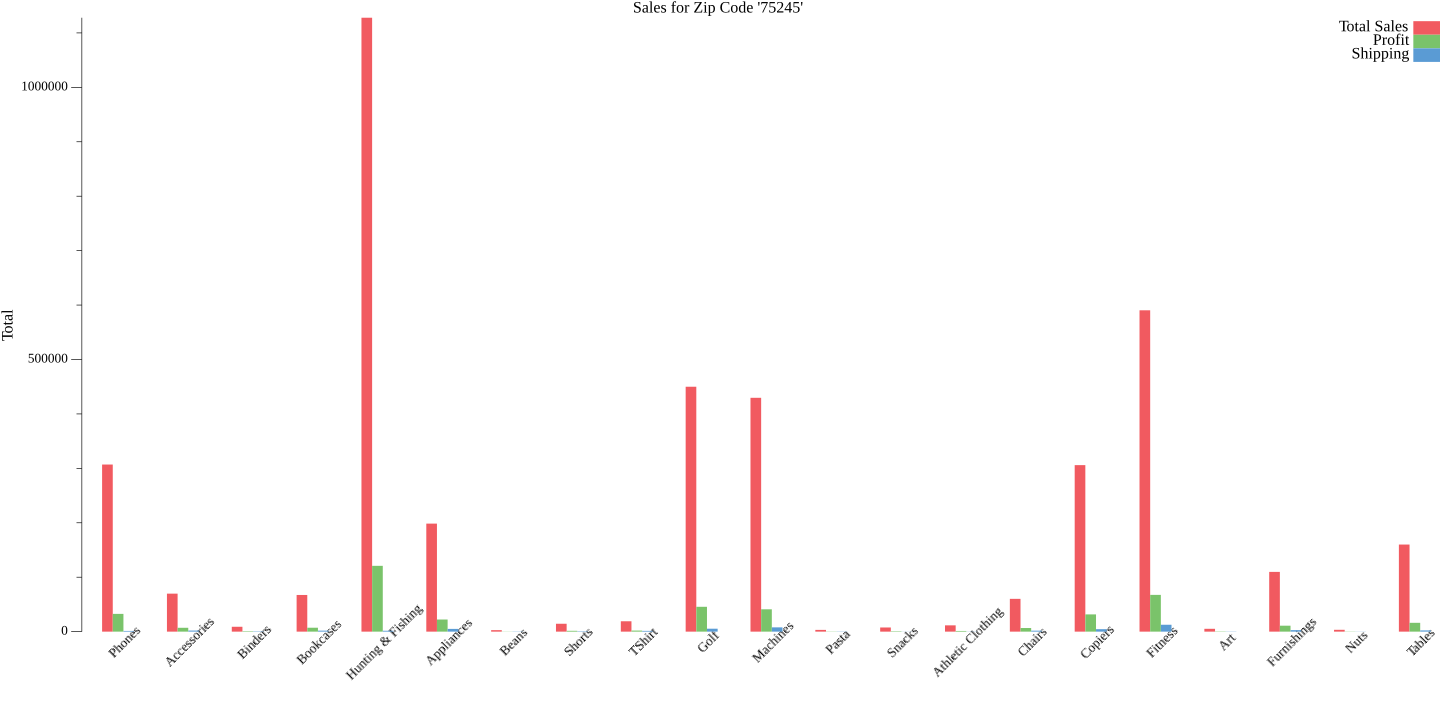 Sales for Zip Code '75245'
Total Sales
Profit
Shipping
Total
1000000
500000
0
Phones
Accessories
Binders
Bookcases
Hunting & Fishing
Appliances
Beans
Shorts
TShirt
Golf
Machines
Pasta
Snacks
Athletic Clothing
Chairs
Copiers
Fitness
Art
Furnishings
Nuts
Tables